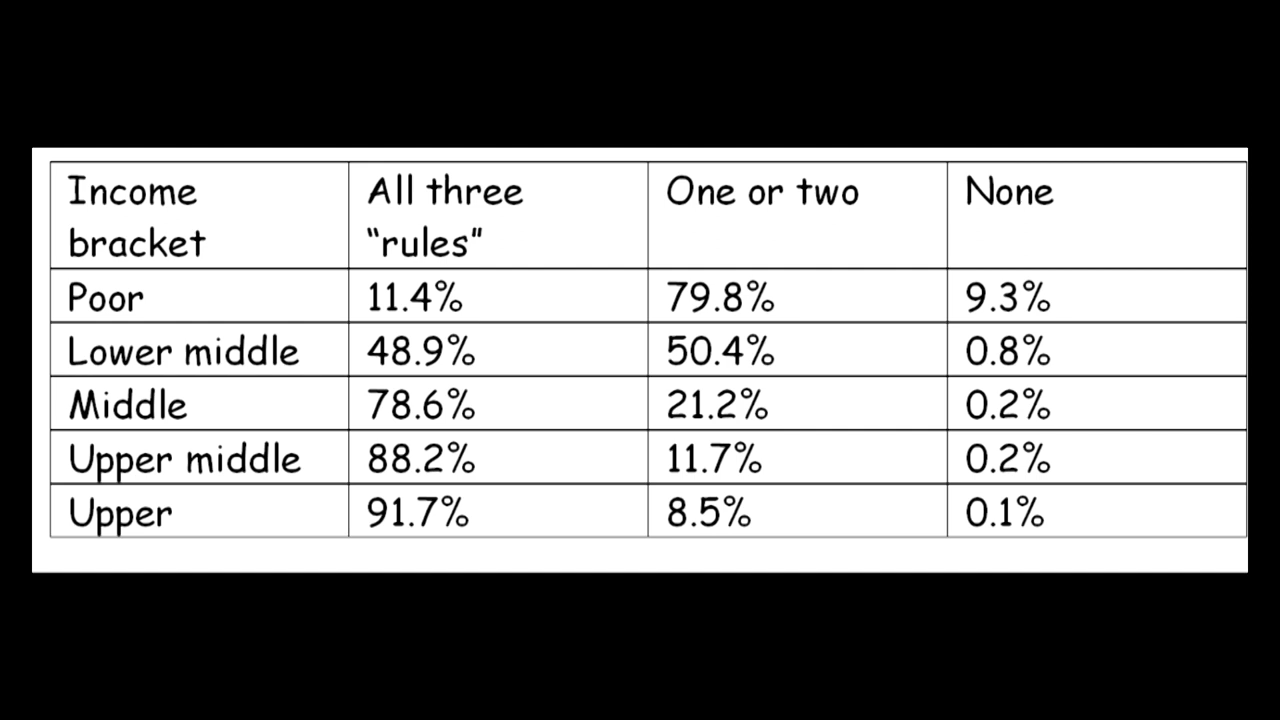 Income bracket All three “rules” One or two None
Poor 11.4% 79.8% 9.3%
Lower middle 48.9% 50.4% 0.8%
Middle 78.6% 21.2% 0.2%
Upper middle 88.2% 11.7% 0.2%
Upper 91.7% 8.5% 0.1%